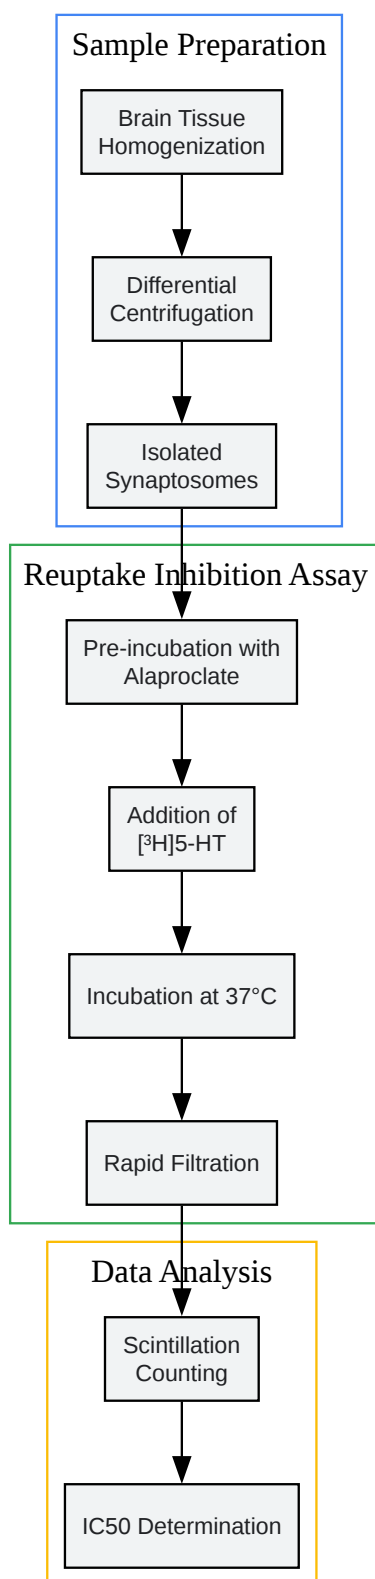 Sample Preparation
Brain Tissue
Homogenization
Differential
Centrifugation
Isolated
Synaptosomes
Reuptake Inhibition Assay
Pre-incubation with
Alaproclate
Addition of
[³H]5-HT
Incubation at 37°C
Rapid Filtration
Data Analysis
Scintillation
Counting
IC50 Determination